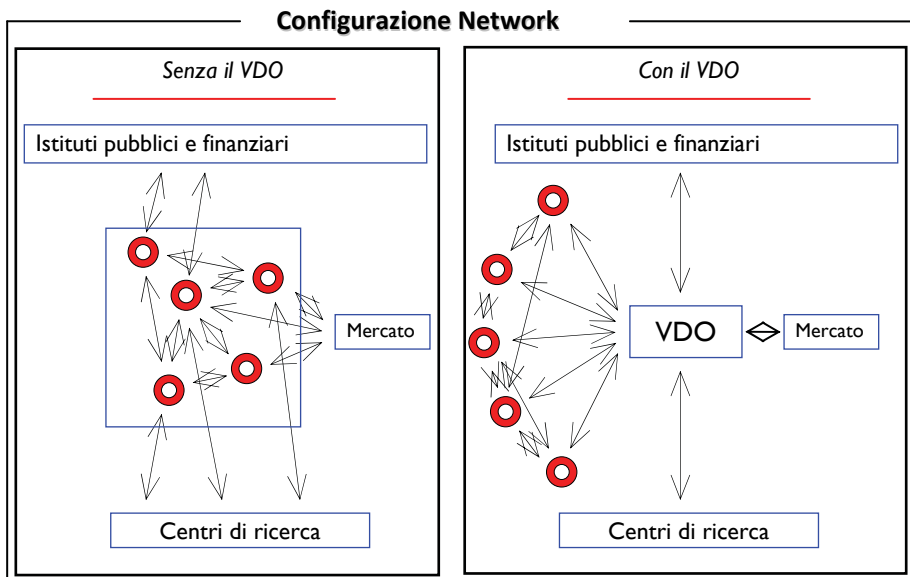 Configurazione Network
Senza il VDO
Istituti pubblici e finanziari
Mercato
Centri di ricerca
Con il VDO
Istituti pubblici e finanziari
VDO
Mercato
Centri di ricerca